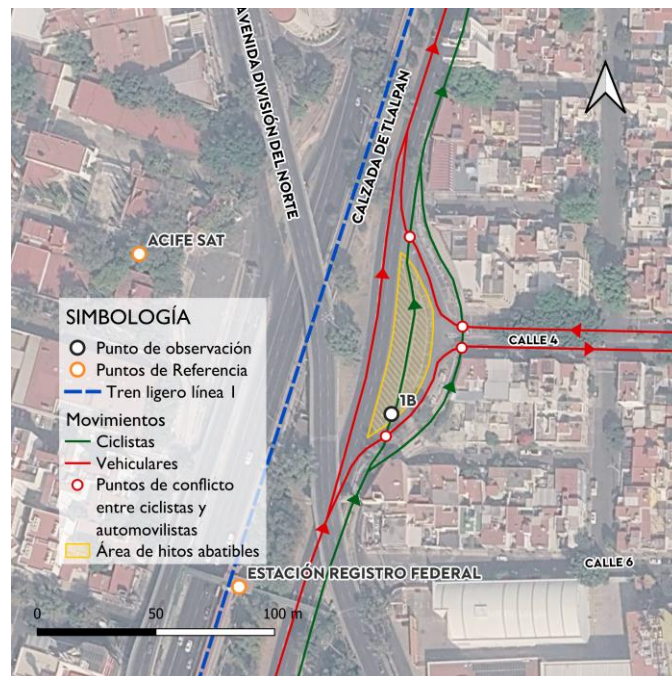 AVENIDA DIVISIÓN DEL NORTE
CALZADA DE TLALPAN
ACIFE SAT
SIMBOLOGÍA
Punto de observación
Puntos de Referencia
Tren ligero línea 1
Movimientos
Ciclistas
Vehiculares
Puntos de conflicto
entre ciclistas y
automovilistas
Área de hitos abatibles
CALLE 4
1B
CALLE 6
ESTACIÓN REGISTRO FEDERAL
0 50 100 m